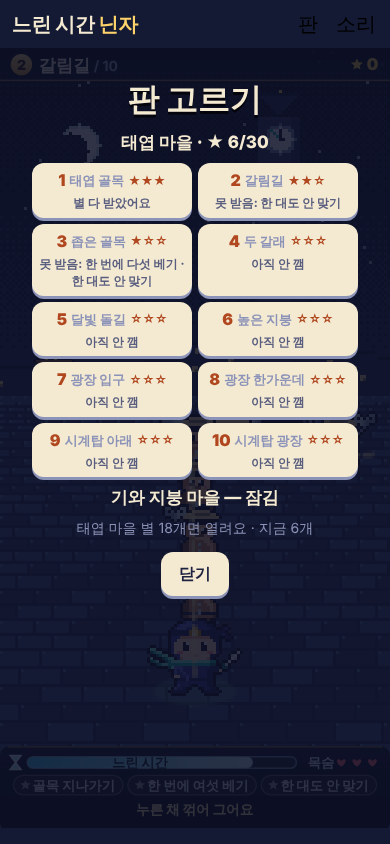 느린 시간 닌자 판 소리
2 갈림길 / 10 ★ 0
판 고르기
태엽 마을 · ★ 6/30
1 태엽 골목 ★★★
별 다 받았어요
2 갈림길 ★★☆
못 받음: 한 대도 안 맞기
3 좁은 골목 ★☆☆
못 받음: 한 번에 다섯 베기 ·
한 대도 안 맞기
4 두 갈래 ☆☆☆
아직 안 깸
5 달빛 돌길 ☆☆☆
아직 안 깸
6 높은 지붕 ☆☆☆
아직 안 깸
7 광장 입구 ☆☆☆
아직 안 깸
8 광장 한가운데 ☆☆☆
아직 안 깸
9 시계탑 아래 ☆☆☆
아직 안 깸
10 시계탑 광장 ☆☆☆
아직 안 깸
기와 지붕 마을 — 잠김
태엽 마을 별 18개면 열려요 · 지금 6개
닫기
느린 시간 목숨 ♥ ♥ ♥
★골목 지나가기 ★한 번에 여섯 베기 ★한 대도 안 맞기
누른 채 꺾어 그어요